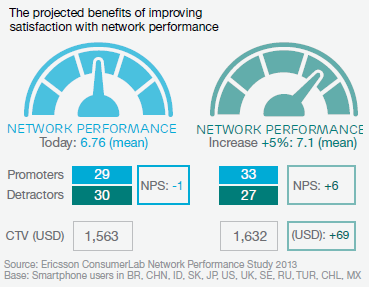 The projected benefits of improving
satisfaction with network performance
NETWORK PERFORMANCE
Today: 6.76 (mean)
NETWORK PERFORMANCE
Increase +5%: 7.1 (mean)
Promoters 29 NPS: -1 33 NPS: +6
Detractors 30 27
CTV (USD) 1,563 1,632 (USD): +69
Source: Ericsson ConsumerLab Network Performance Study 2013
Base: Smartphone users in BR, CHN, ID, SK, JP, US, UK, SE, RU, TUR, CHL, MX